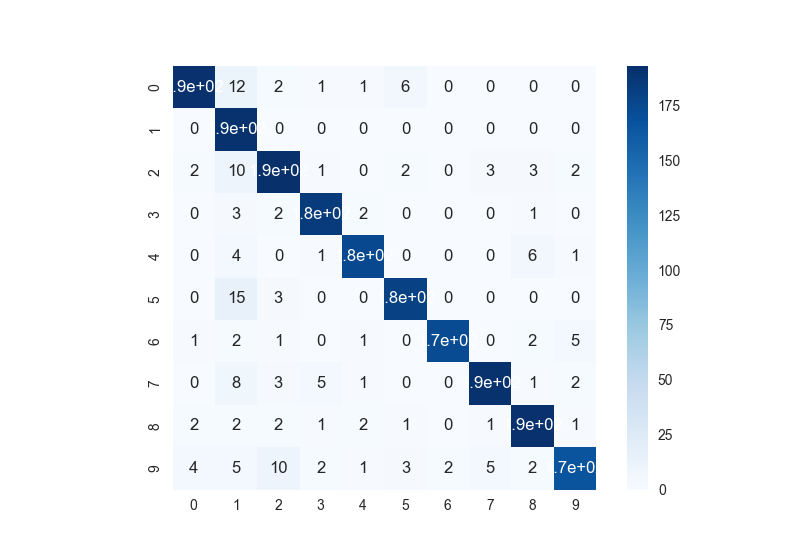 .9e+0 12 2 1 1 6 0 0 0 0
0 .9e+0 0 0 0 0 0 0 0 0
2 10 .9e+0 1 0 2 0 3 3 2
0 3 2 .8e+0 2 0 0 0 1 0
0 4 0 1 .8e+0 0 0 0 6 1
0 15 3 0 0 .8e+0 0 0 0 0
1 2 1 0 1 0 .7e+0 0 2 5
0 8 3 5 1 0 0 .9e+0 1 2
2 2 2 1 2 1 0 1 .9e+0 1
4 5 10 2 1 3 2 5 2 .7e+0
0
1
2
3
4
5
6
7
8
9
0 1 2 3 4 5 6 7 8 9
175
150
125
100
75
50
25
0